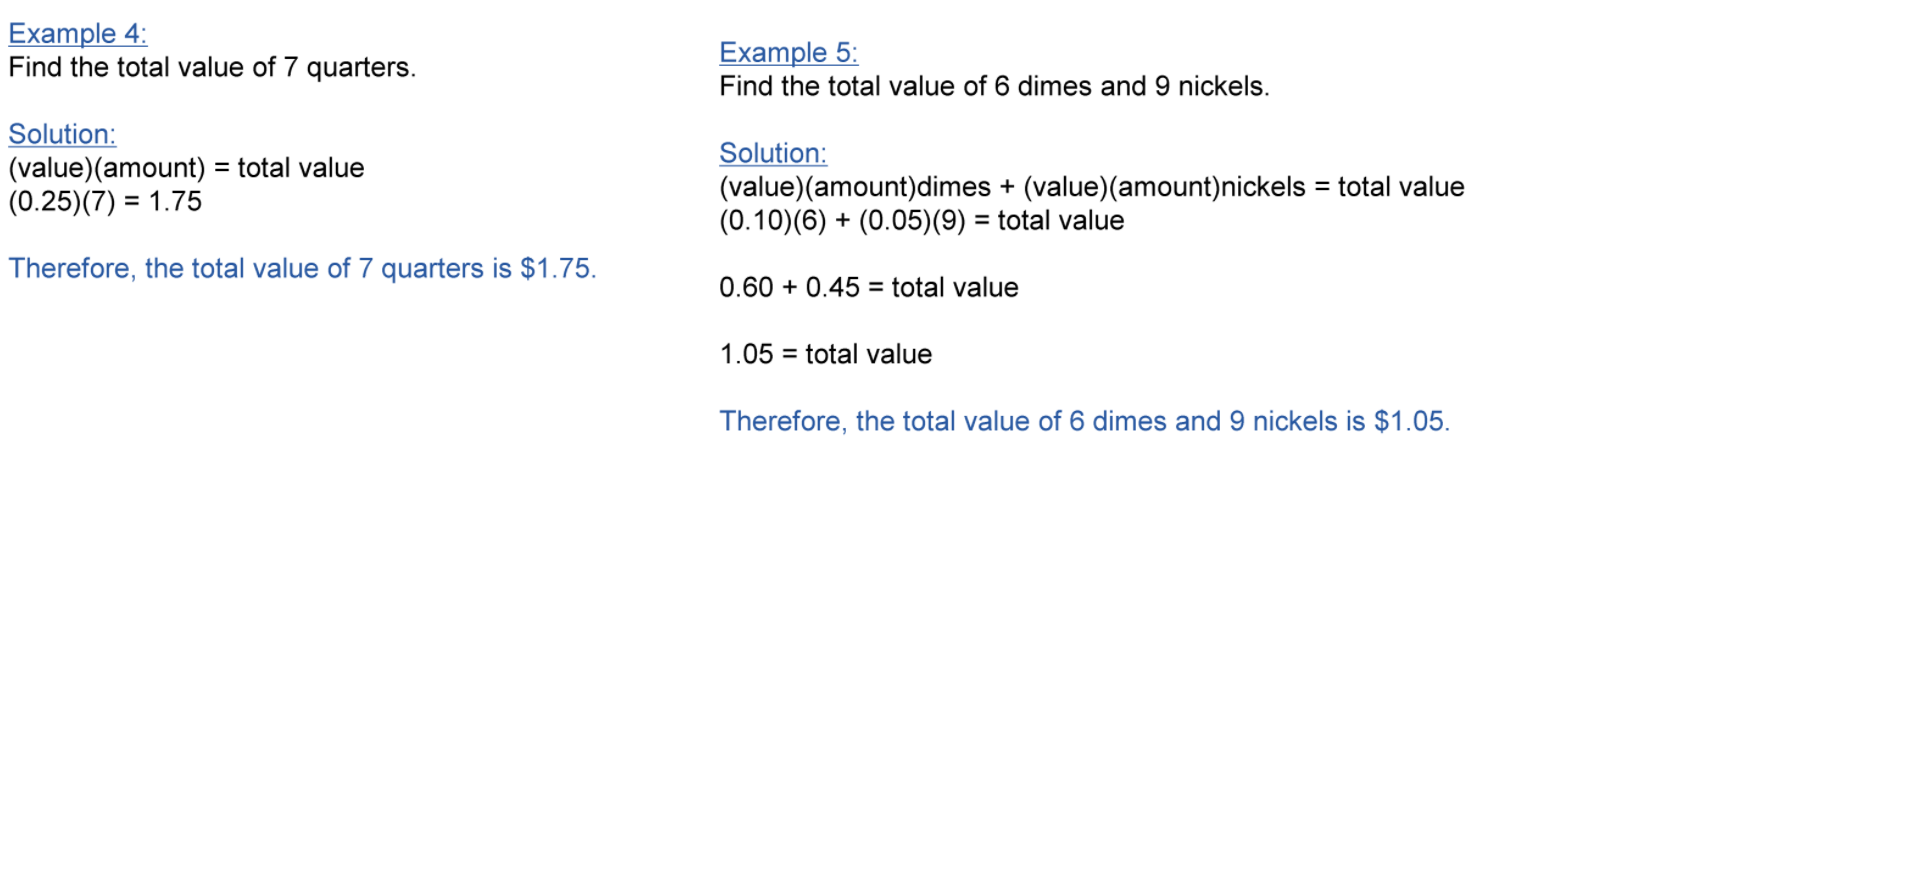 Example 4:
Find the total value of 7 quarters.
Solution:
(value)(amount) = total value
(0.25)(7) = 1.75
Therefore, the total value of 7 quarters is $1.75.
Example 5:
Find the total value of 6 dimes and 9 nickels.
Solution:
(value)(amount)dimes + (value)(amount)nickels = total value
(0.10)(6) + (0.05)(9) = total value
0.60 + 0.45 = total value
1.05 = total value
Therefore, the total value of 6 dimes and 9 nickels is $1.05.